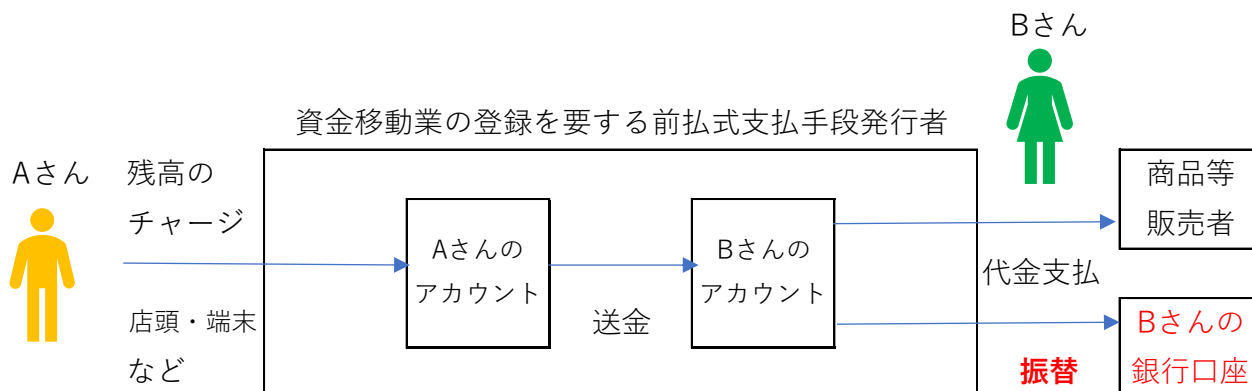 Bさん
資金移動業の登録を要する前払式支払手段発行者
Aさん
残高の
チャージ
店頭・端末
など
Aさんの
アカウント
送金
Bさんの
アカウント
代金支払
振替
商品等
販売者
Bさんの
銀行口座